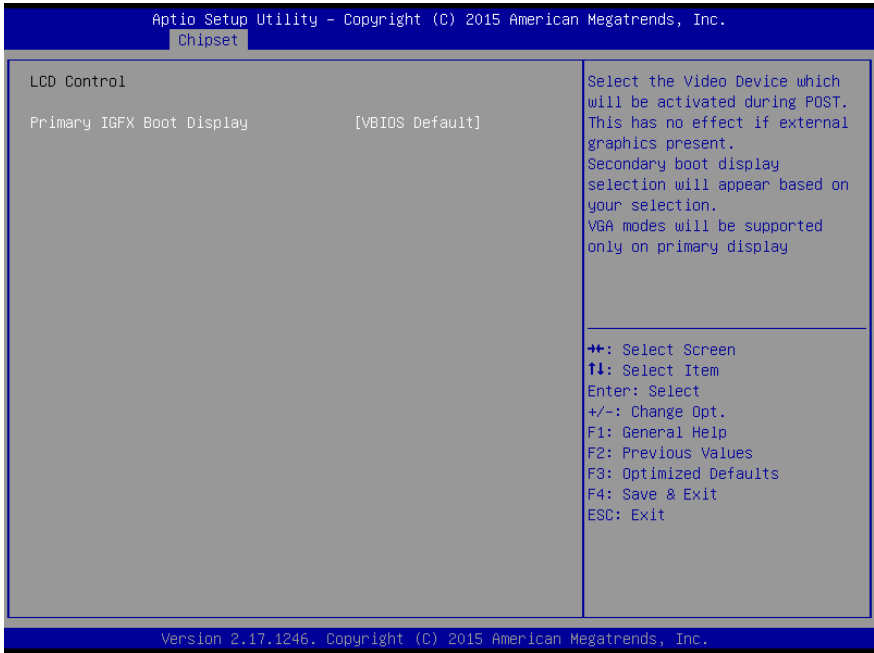 Aptio Setup Utility – Copyright (C) 2015 American Megatrends, Inc.
Chipset
LCD Control
Primary IGFX Boot Display [VBIOS Default]
Select the Video Device which
will be activated during POST.
This has no effect if external
graphics present.
Secondary boot display
selection will appear based on
your selection.
VGA modes will be supported
only on primary display
→←: Select Screen
↑↓: Select Item
Enter: Select
+/-: Change Opt.
F1: General Help
F2: Previous Values
F3: Optimized Defaults
F4: Save & Exit
ESC: Exit
Version 2.17.1246. Copyright (C) 2015 American Megatrends, Inc.